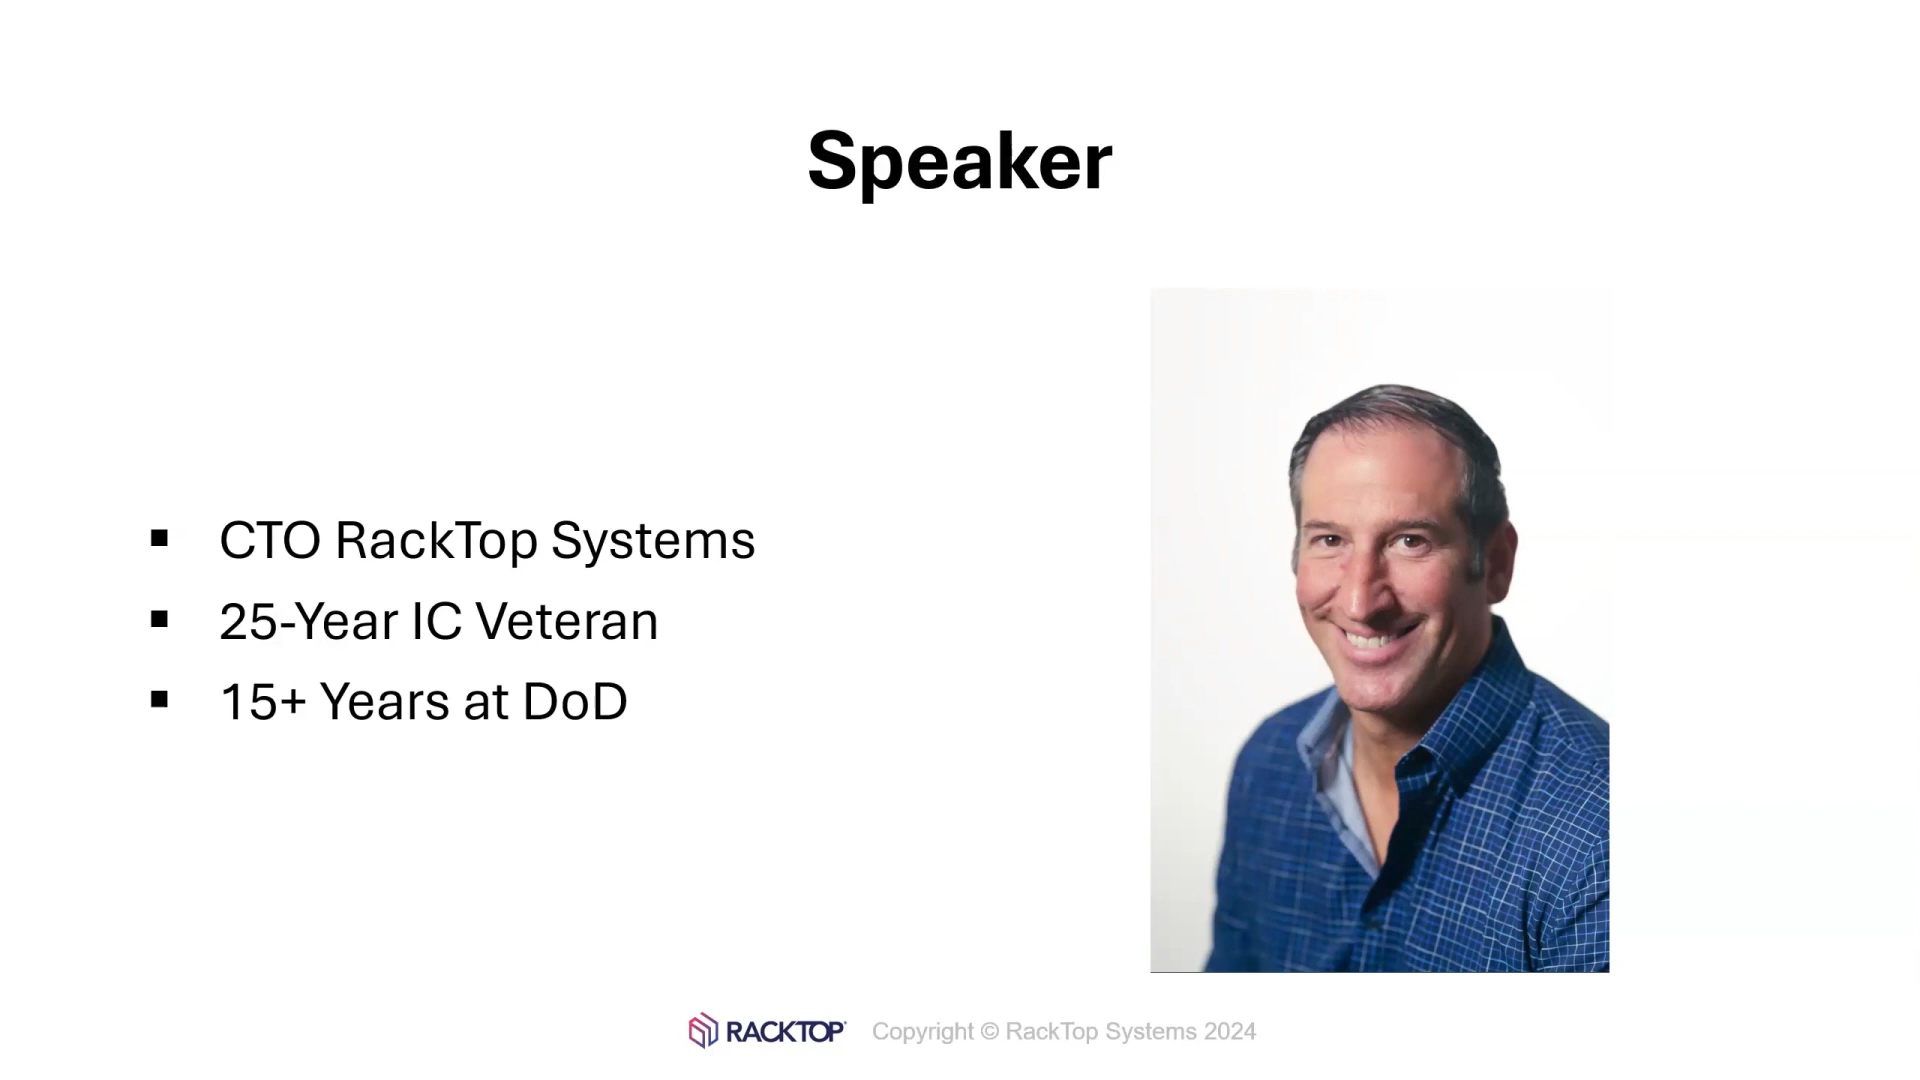 Speaker
▪ CTO RackTop Systems
▪ 25-Year IC Veteran
▪ 15+ Years at DoD
RACKTOP Copyright © RackTop Systems 2024